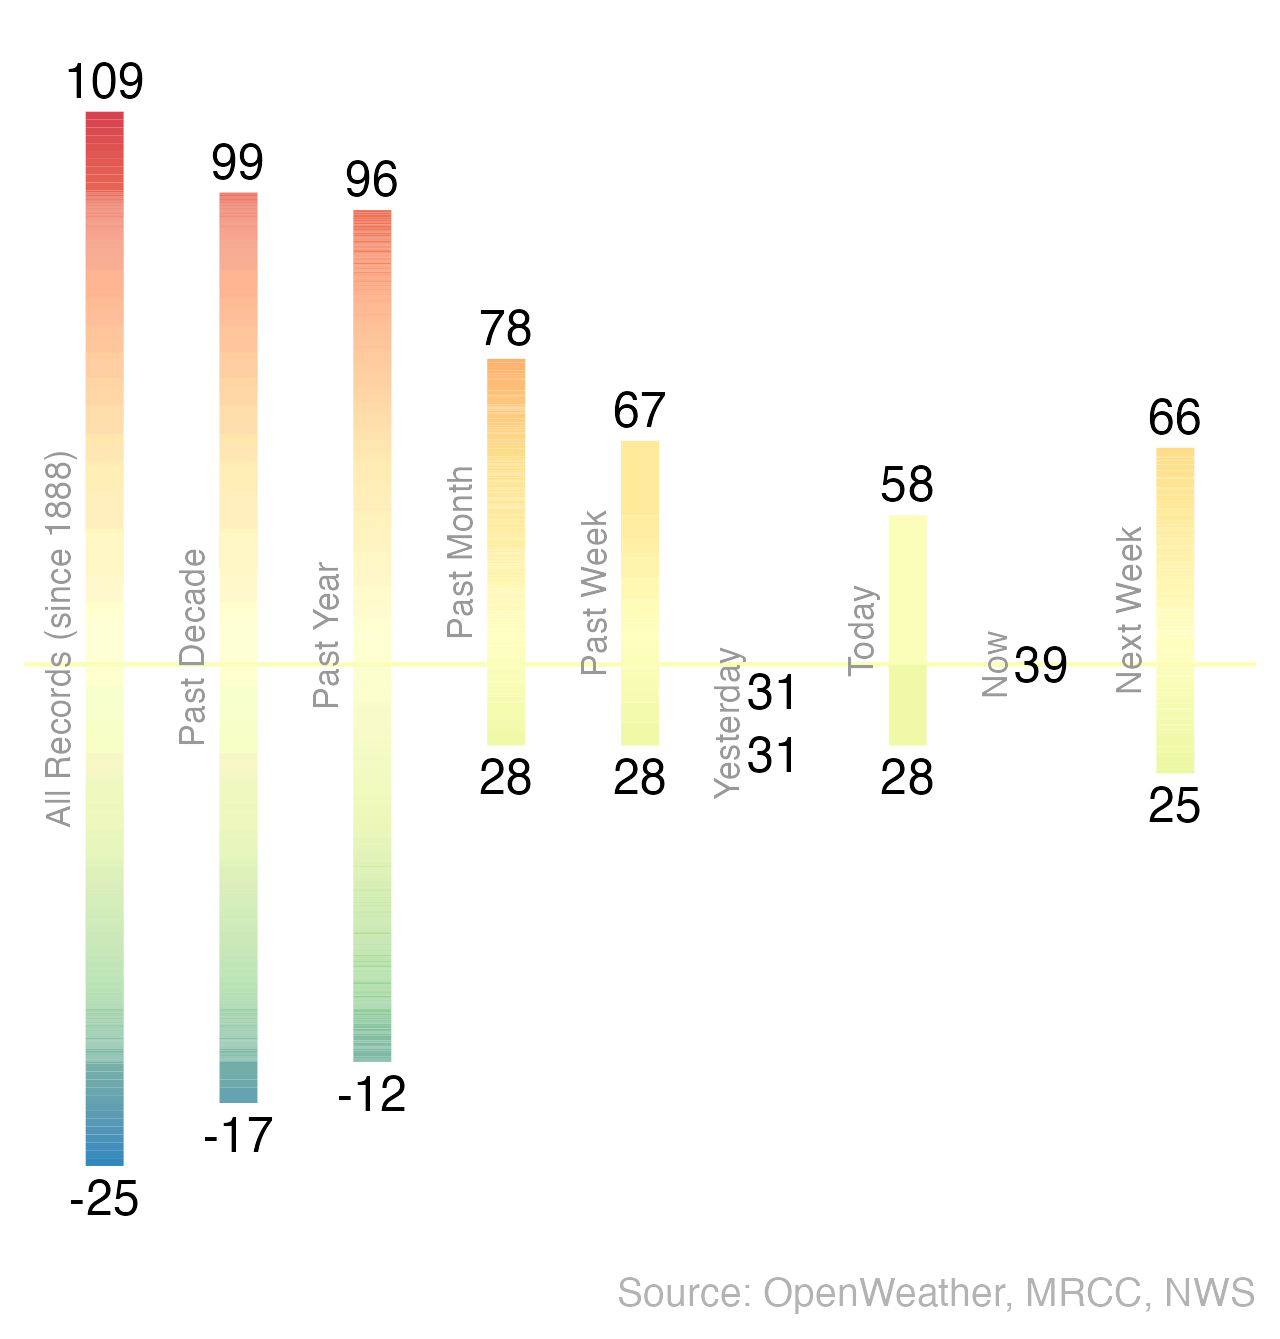 109
All Records (since 1888)
-25
99
Past Decade
-17
96
Past Year
-12
78
Past Month
28
67
Past Week
28
Yesterday
31
31
58
Today
28
Now
39
66
Next Week
25
Source: OpenWeather, MRCC, NWS